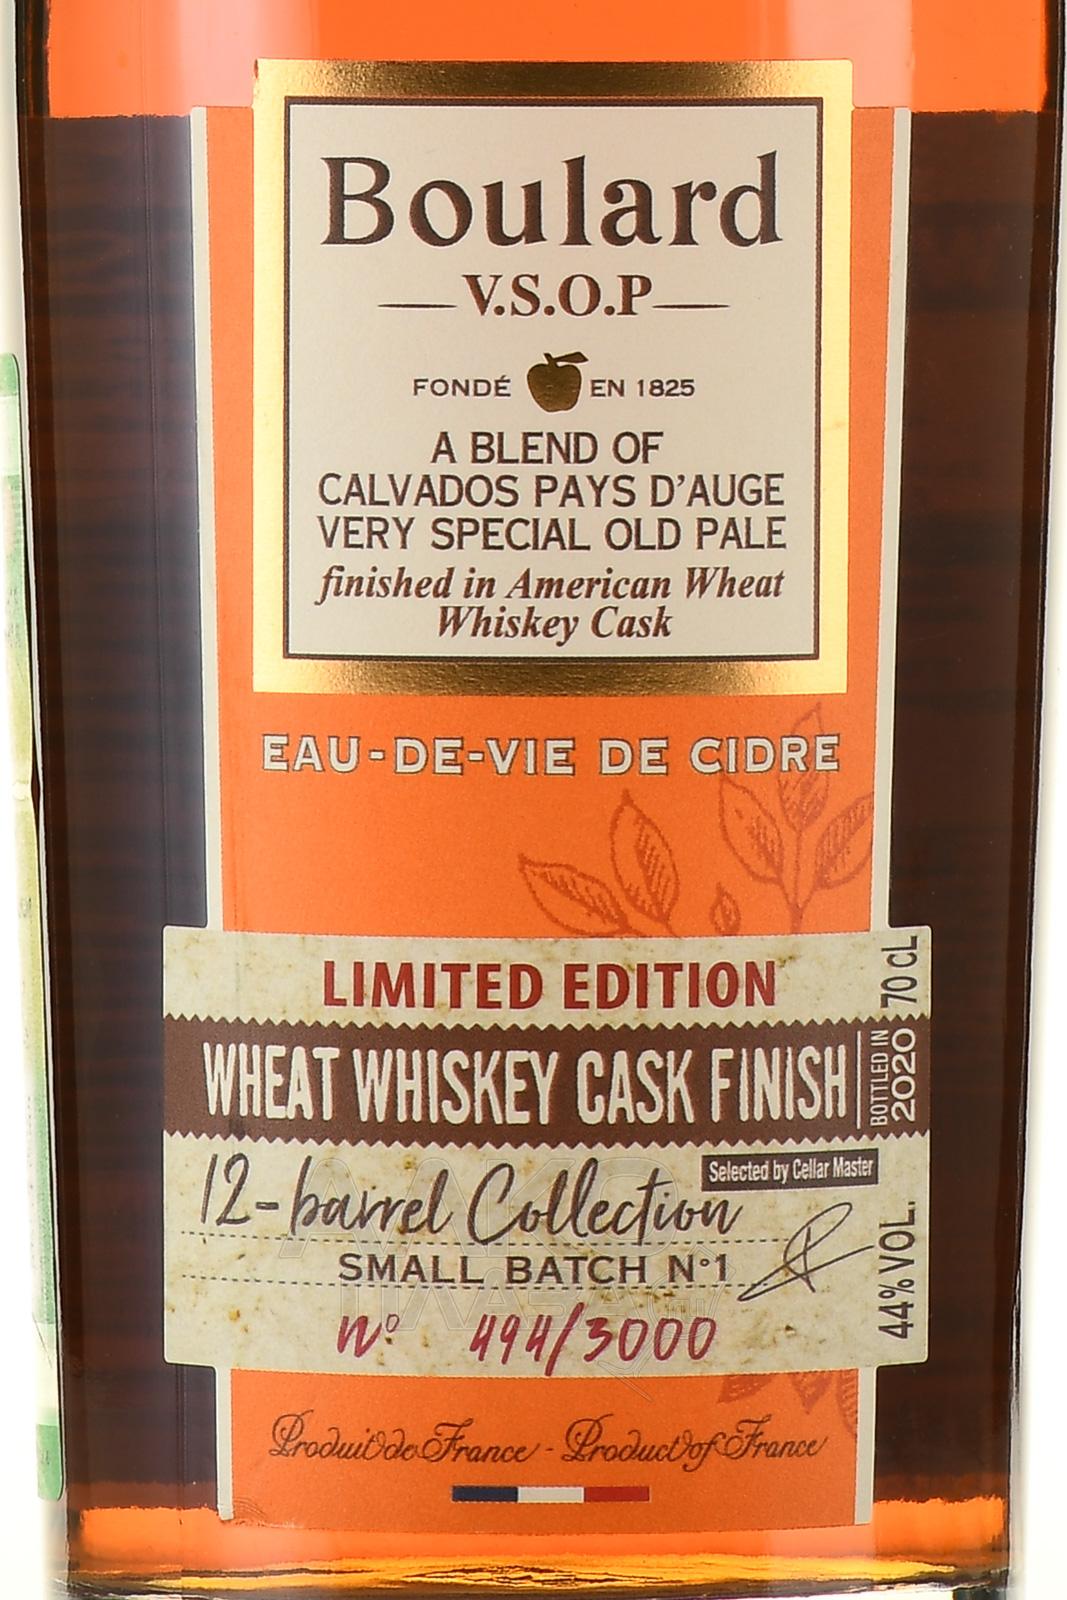 Boulard
V.S.O.P
FONDÉ EN 1825
A BLEND OF
CALVADOS PAYS D'AUGE
VERY SPECIAL OLD PALE
finished in American Wheat
Whiskey Cask
EAU-DE-VIE DE CIDRE
LIMITED EDITION
70 CL
WHEAT WHISKEY CASK FINISH
BOTTLED IN
2020
Selected by Cellar Master
12-barrel Collection
SMALL BATCH N°1
44% VOL.
N° 494/3000
Produit de France - Product of France